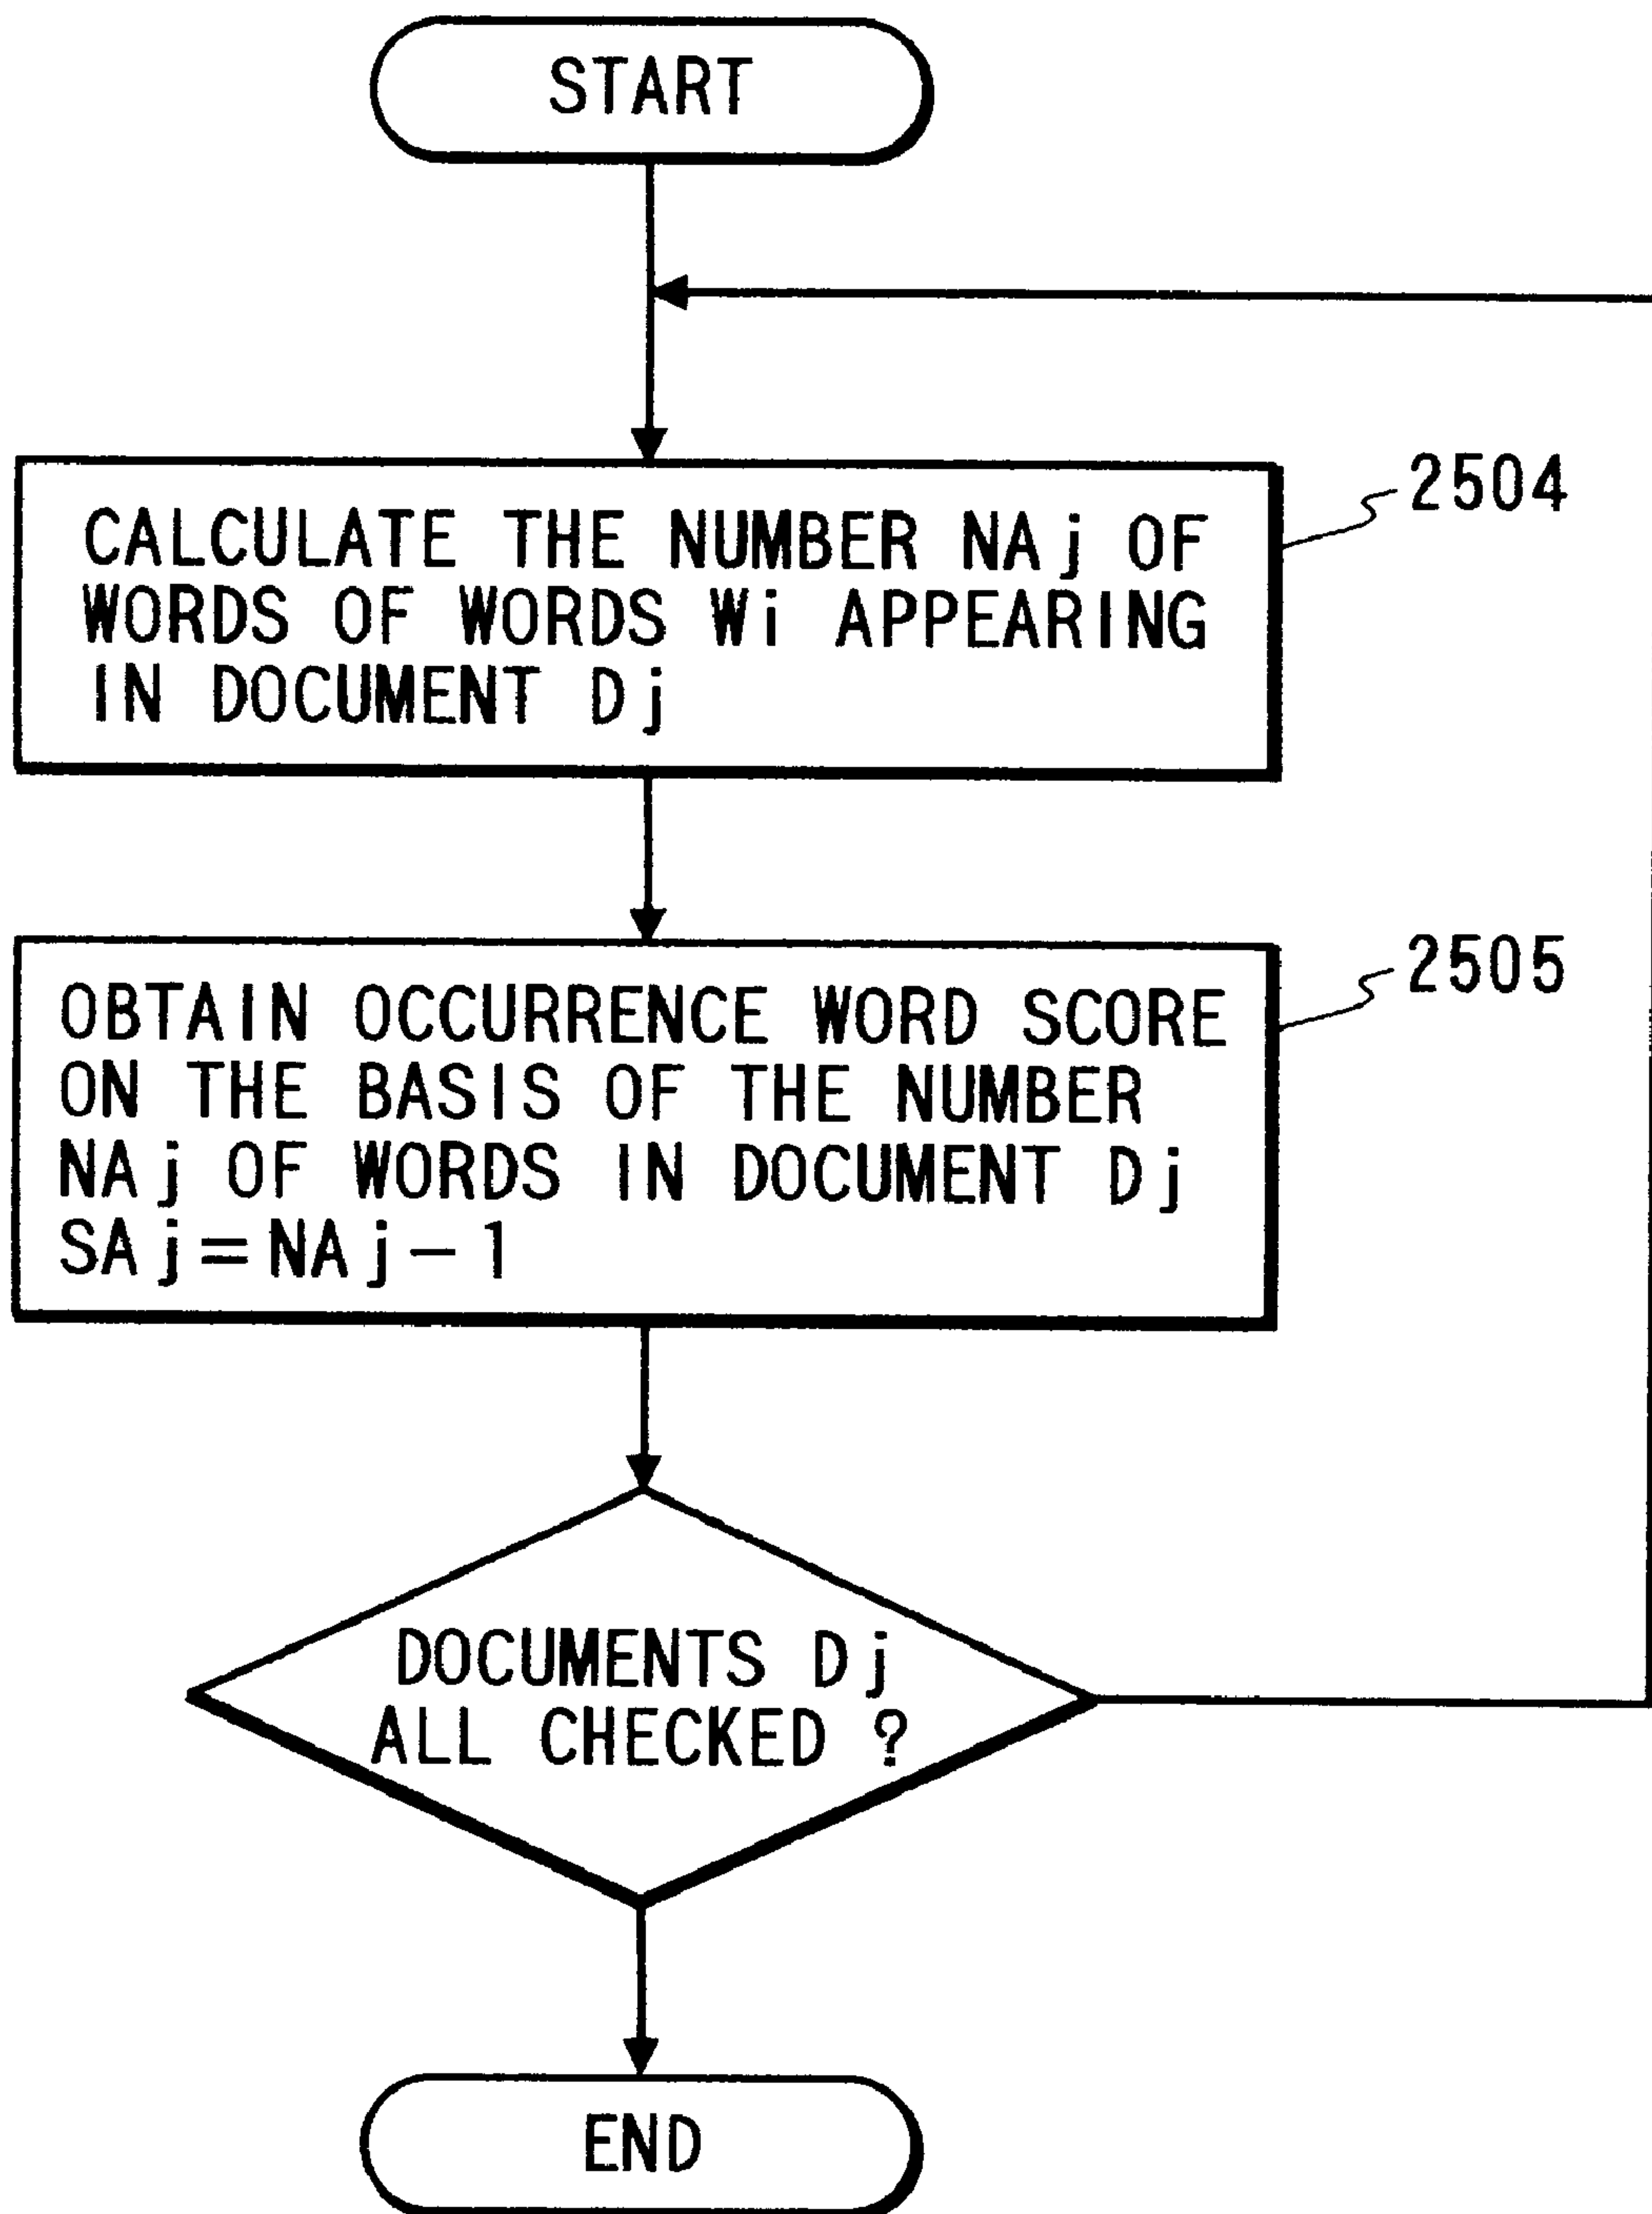 START
2504
CALCULATE THE NUMBER NAj OF
WORDS OF WORDS Wi APPEARING
IN DOCUMENT Dj
2505
OBTAIN OCCURRENCE WORD SCORE
ON THE BASIS OF THE NUMBER
NAj OF WORDS IN DOCUMENT Dj
SAj=NAj-1
DOCUMENTS Dj
ALL CHECKED ?
END